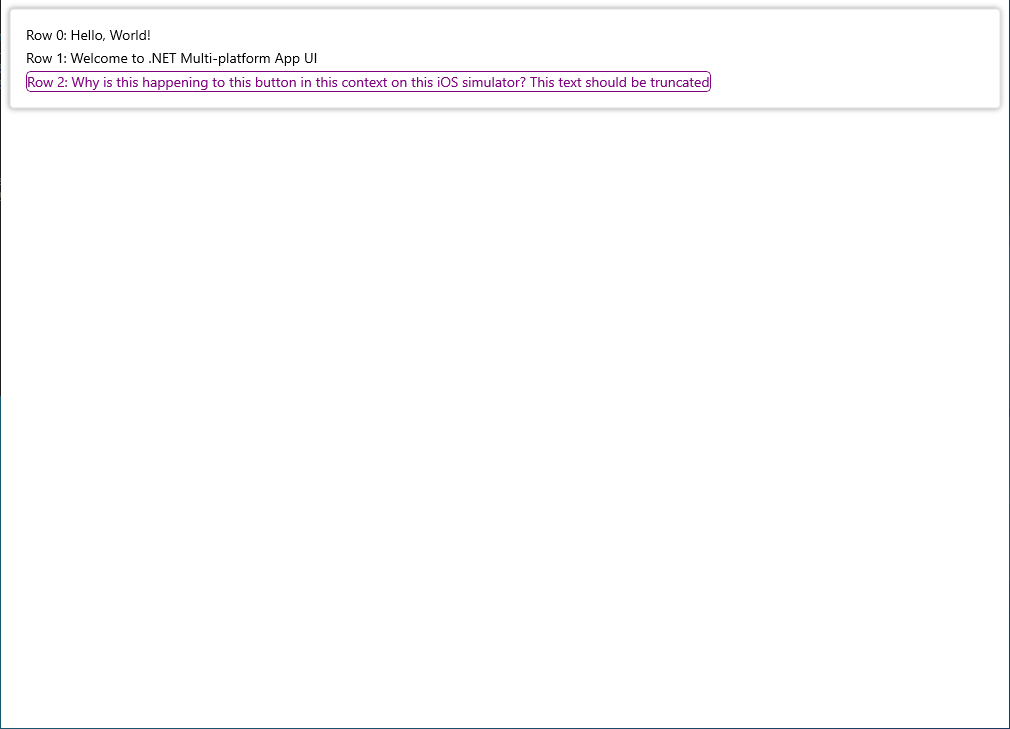 Row 0: Hello, World!
Row 1: Welcome to .NET Multi-platform App UI
Row 2: Why is this happening to this button in this context on this iOS simulator? This text should be truncated